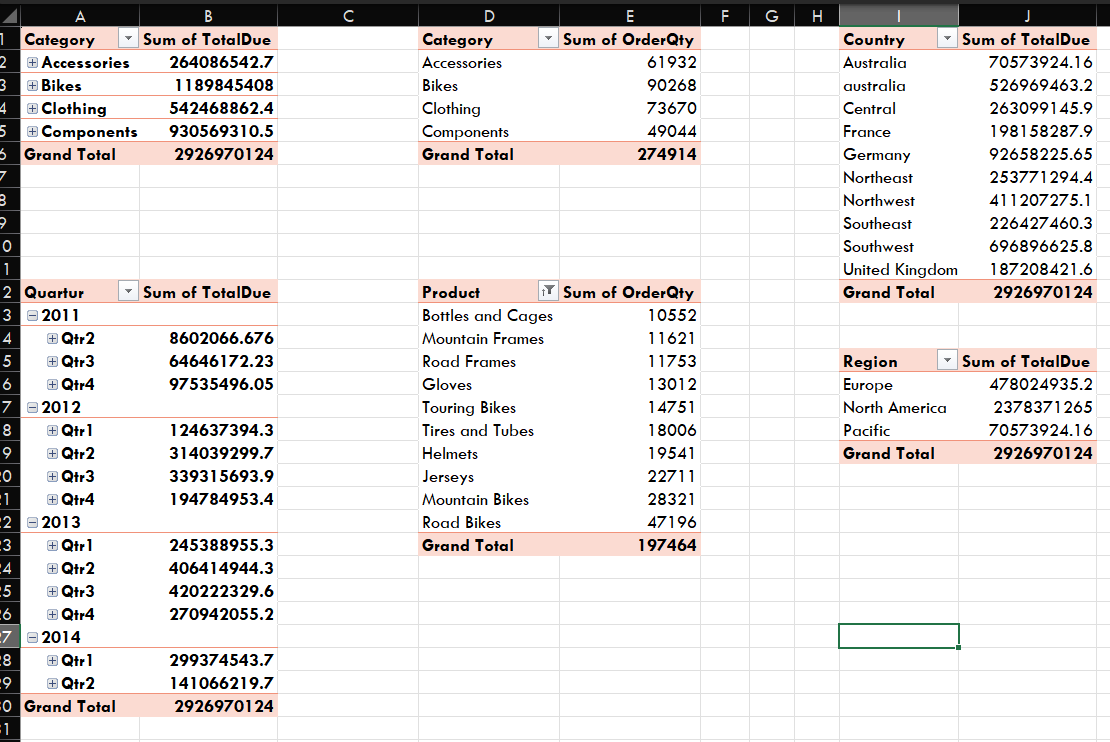 A B C D E F G H I J
1 Category Sum of TotalDue Category Sum of OrderQty Country Sum of TotalDue
2 Accessories 264086542.7 Accessories 61932 Australia 70573924.16
3 Bikes 1189845408 Bikes 90268 australia 526969463.2
4 Clothing 542468862.4 Clothing 73670 Central 263099145.9
5 Components 930569310.5 Components 49044 France 198158287.9
6 Grand Total 2926970124 Grand Total 274914 Germany 92658225.65
7 Northeast 253771294.4
8 Northwest 411207275.1
9 Southeast 226427460.3
0 Southwest 696896625.8
1 United Kingdom 187208421.6
2 Quartur Sum of TotalDue Product Sum of OrderQty Grand Total 2926970124
3 2011 Bottles and Cages 10552
4 Qtr2 8602066.676 Mountain Frames 11621
5 Qtr3 64646172.23 Road Frames 11753 Region Sum of TotalDue
6 Qtr4 97535496.05 Gloves 13012 Europe 478024935.2
7 2012 Touring Bikes 14751 North America 2378371265
8 Qtr1 124637394.3 Tires and Tubes 18006 Pacific 70573924.16
9 Qtr2 314039299.7 Helmets 19541 Grand Total 2926970124
20 Qtr3 339315693.9 Jerseys 22711
21 Qtr4 194784953.4 Mountain Bikes 28321
22 2013 Road Bikes 47196
23 Qtr1 245388955.3 Grand Total 197464
24 Qtr2 406414944.3
25 Qtr3 420222329.6
26 Qtr4 270942055.2
27 2014
28 Qtr1 299374543.7
29 Qtr2 141066219.7
30 Grand Total 2926970124
31